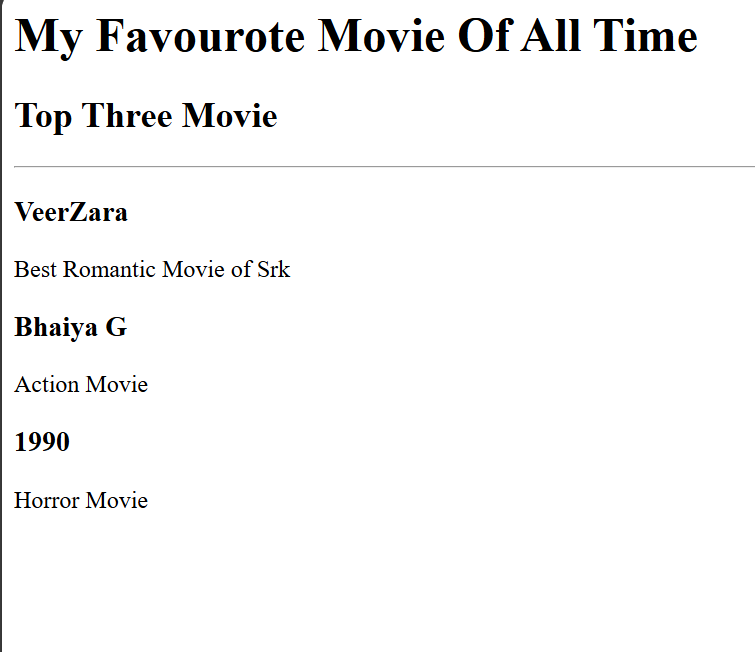 My Favourote Movie Of All Time
Top Three Movie
VeerZara
Best Romantic Movie of Srk
Bhaiya G
Action Movie
1990
Horror Movie